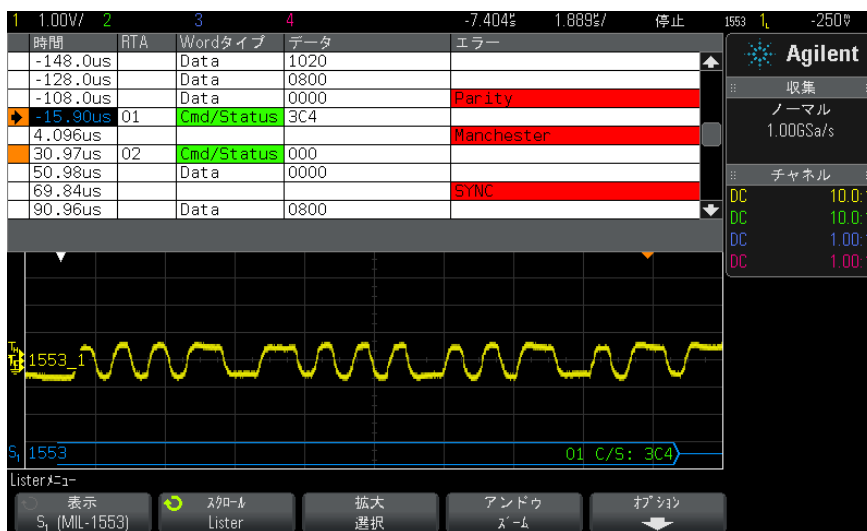 1 1.00V/ 2 3 4 -7.404µs 1.889µs/ 停止 1553 1 -250V
時間 RTA Wordタイプ データ エラー
-148.0us Data 1020
-128.0us Data 0800
-108.0us Data 0000 Parity
-15.90us 01 Cmd/Status 3C4
4.096us Manchester
30.97us 02 Cmd/Status 000
50.98us Data 0000
69.84us SYNC
90.96us Data 0800
Agilent
収集
ノーマル
1.00GSa/s
チャネル
DC 10.0:
DC 10.0:
DC 1.00:
DC 1.00:
1553_1
S1 1553 01 C/S: 3C4
Listerメニュー
表示
S1 (MIL-1553)
スクロール
Lister
拡大
選択
アンドゥ
ズーム
オプション